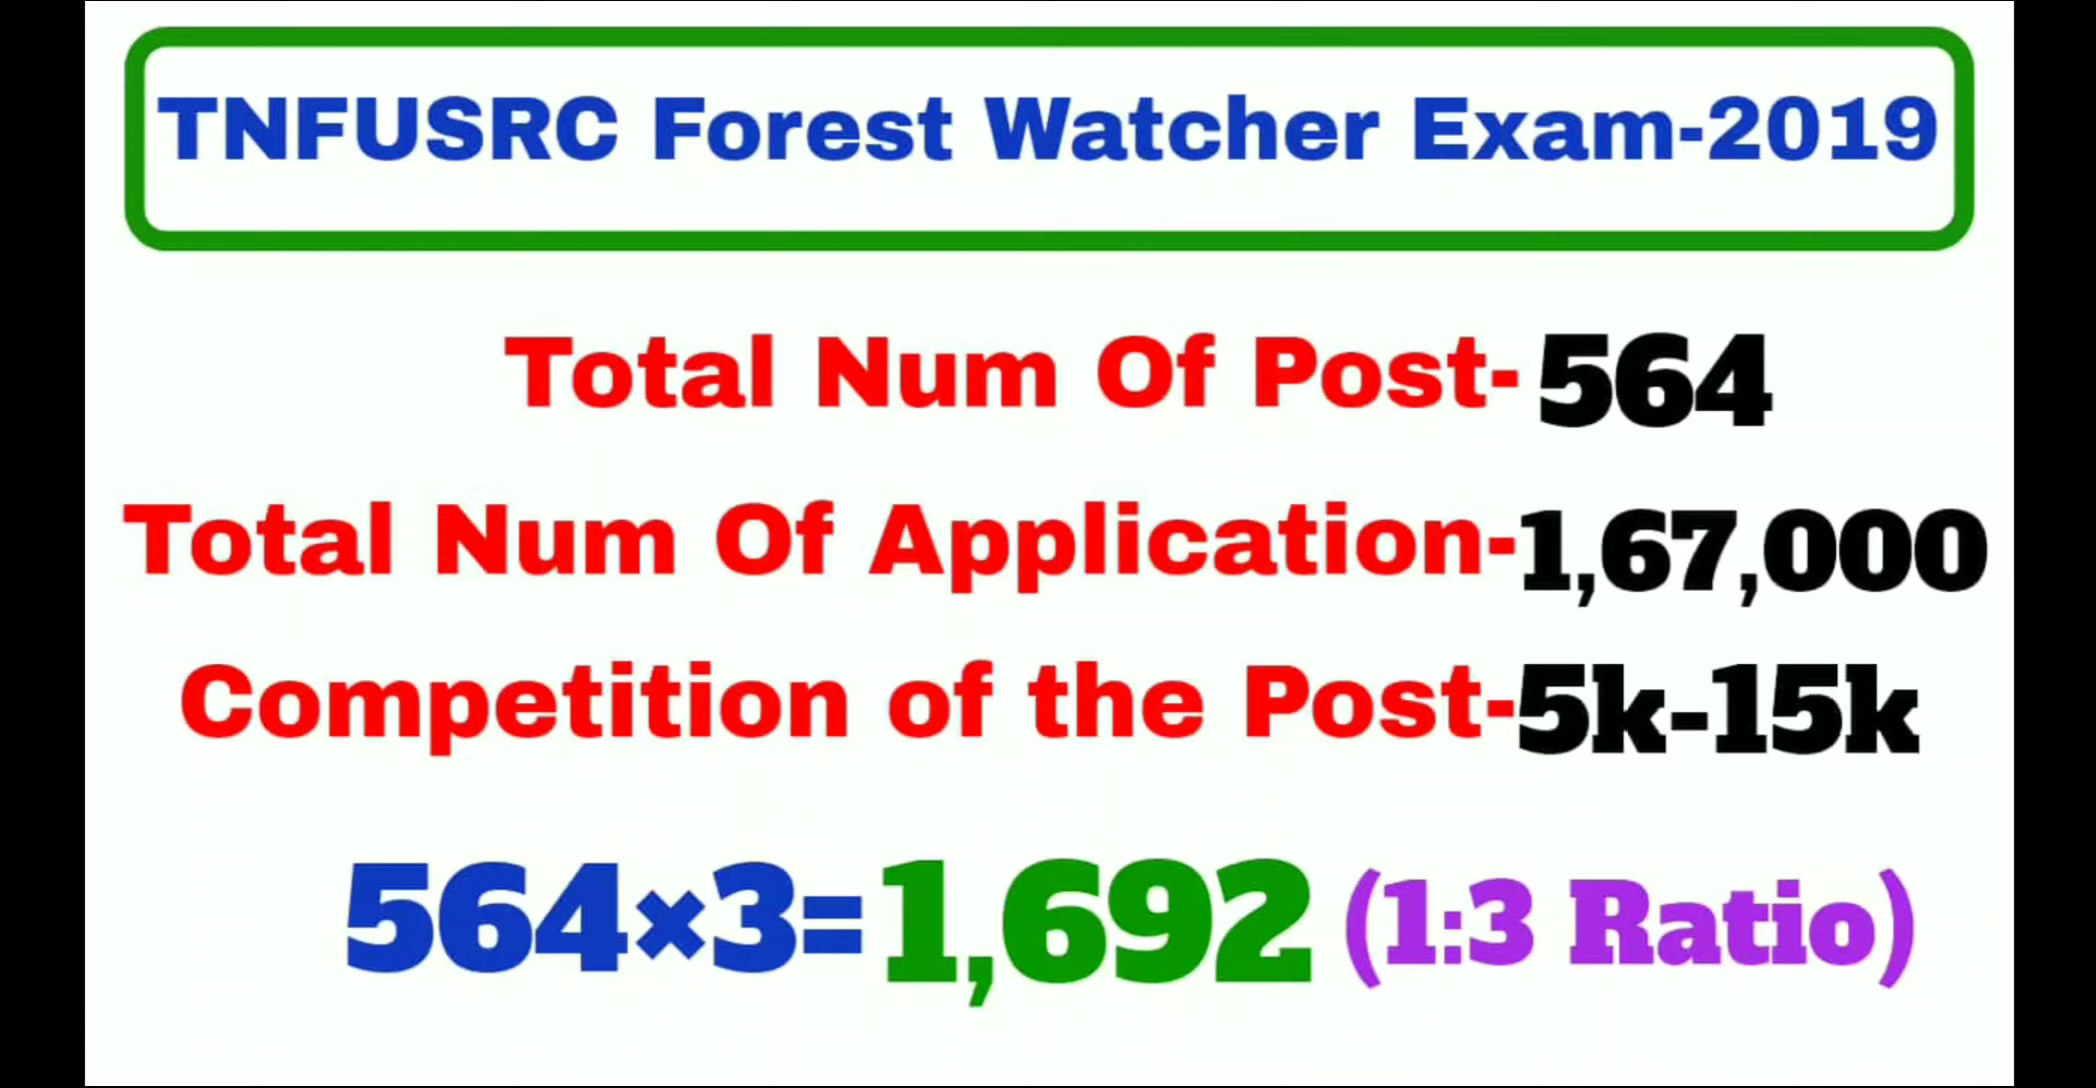 TNFUSRC Forest Watcher Exam-2019
Total Num Of Post-564
Total Num Of Application-1,67,000
Competition of the Post-5k-15k
564×3=1,692 (1:3 Ratio)